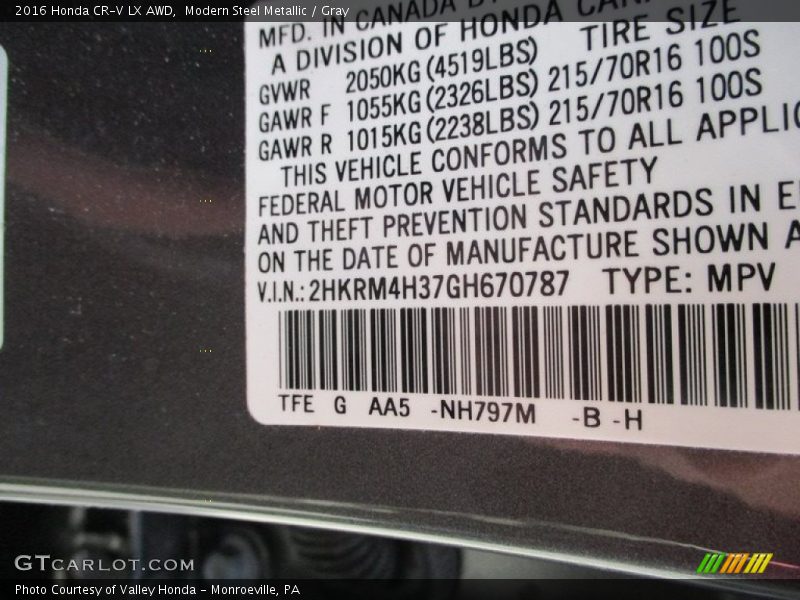 2016 Honda CR-V LX AWD, Modern Steel Metallic / Gray
MFD. IN CANADA
A DIVISION OF HONDA
TIRE SIZE
GVWR 2050KG (4519LBS)
GAWR F 1055KG (2326LBS) 215/70R16 100S
GAWR R 1015KG (2238LBS) 215/70R16 100S
THIS VEHICLE CONFORMS TO ALL
FEDERAL MOTOR VEHICLE SAFETY
AND THEFT PREVENTION STANDARDS IN
ON THE DATE OF MANUFACTURE SHOWN
V.I.N.: 2HKRM4H37GH670787 TYPE: MPV
TFE G AA5 -NH797M -B -H
GTCARLOT.COM
Photo Courtesy of Valley Honda - Monroeville, PA